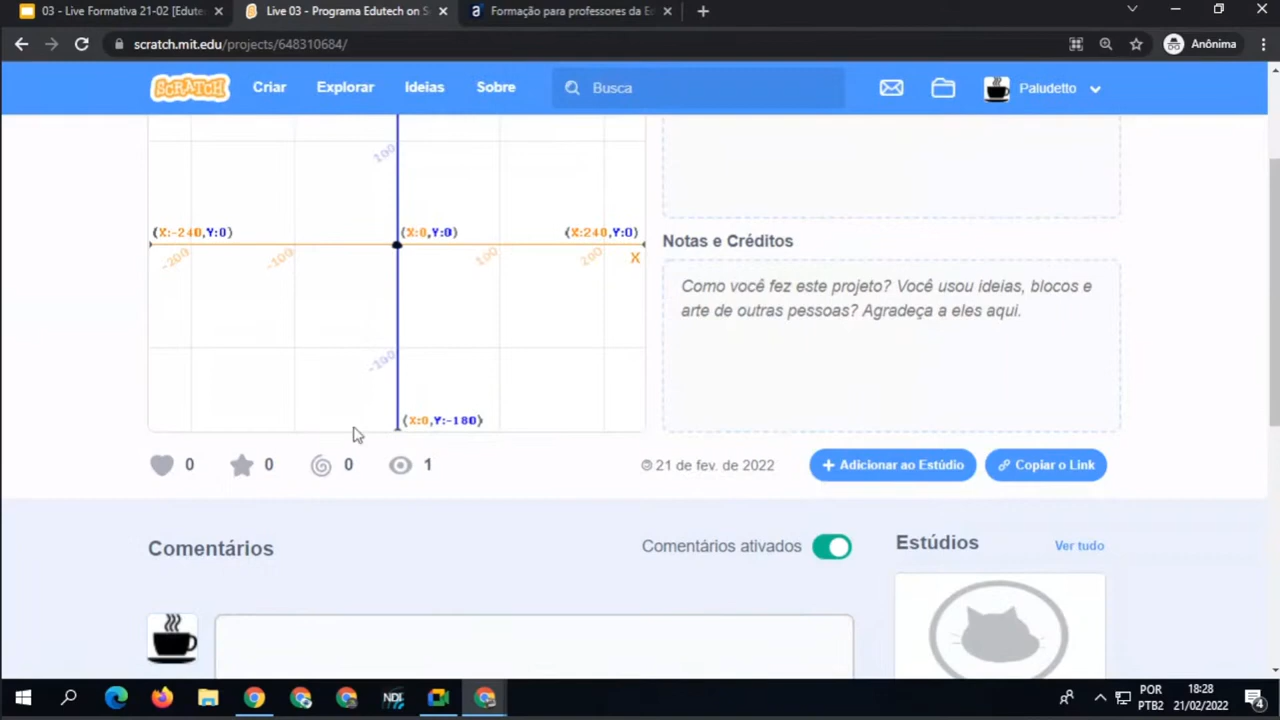 03 - Live Formativa 21-02 [Edute
Live 03 - Programa Edutech on S
Formação para professores da E
scratch.mit.edu/projects/648310684/
Anônima
SCRATCH
Criar
Explorar
Ideias
Sobre
Busca
Paludetto
100
(X:-240,Y:0)
(X:0,Y:0)
(X:240,Y:0)
-200
-100
100
200
X
-100
(X:0,Y:-180)
Notas e Créditos
Como você fez este projeto? Você usou ideias, blocos e
arte de outras pessoas? Agradeça a eles aqui.
0
0
0
1
21 de fev. de 2022
Adicionar ao Estúdio
Copiar o Link
Comentários
Comentários ativados
Estúdios
Ver tudo
NDI
POR
PTB2
18:28
21/02/2022
4